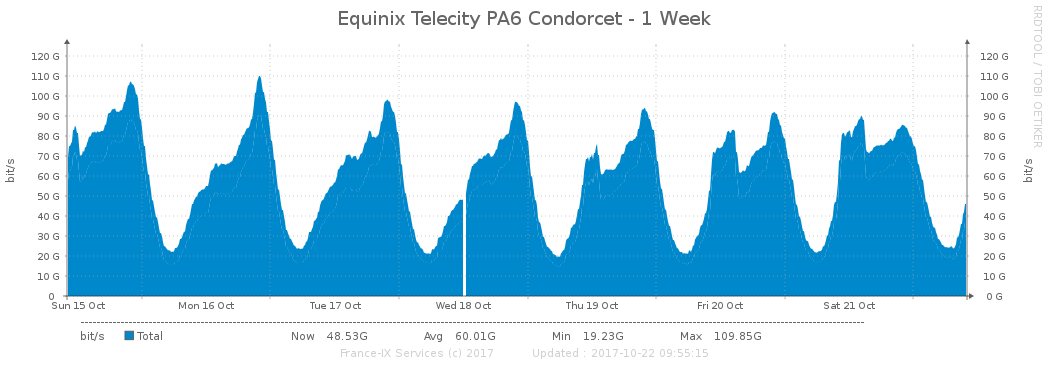 Equinix Telecity PA6 Condorcet - 1 Week
RRDTOOL / TOBI OETIKER
bit/s
120 G 120 G
110 G 110 G
100 G 100 G
90 G 90 G
80 G 80 G
70 G 70 G
60 G 60 G
50 G 50 G
40 G 40 G
30 G 30 G
20 G 20 G
10 G 10 G
0 0 G
bit/s
Sun 15 Oct Mon 16 Oct Tue 17 Oct Wed 18 Oct Thu 19 Oct Fri 20 Oct Sat 21 Oct
bit/s Total Now 48.53G Avg 60.01G Min 19.23G Max 109.85G
France-IX Services (c) 2017 Updated : 2017-10-22 09:55:15